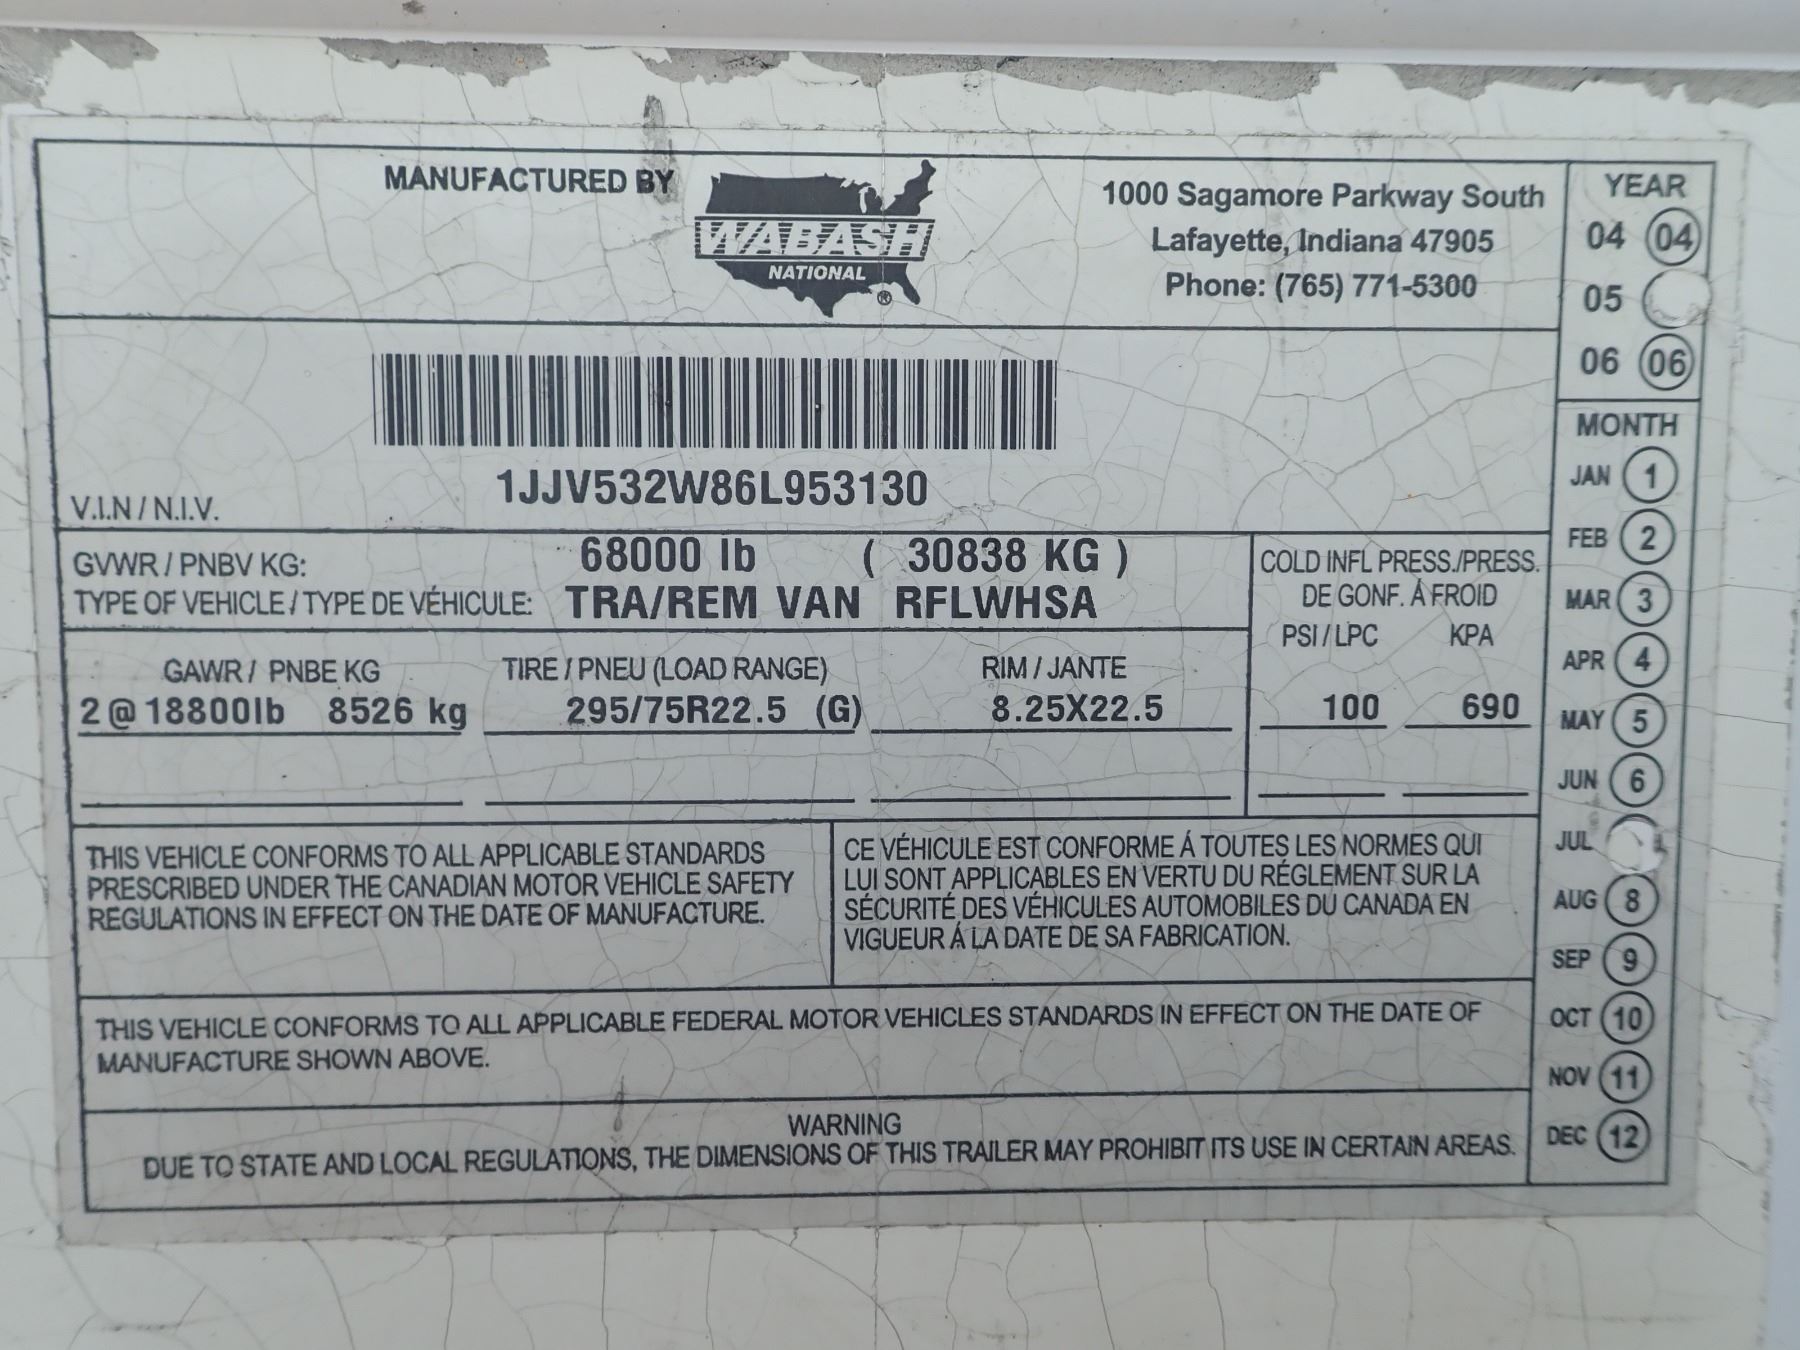 MANUFACTURED BY
WABASH
NATIONAL
®
1000 Sagamore Parkway South
Lafayette, Indiana 47905
Phone: (765) 771-5300
YEAR
04 04
05
06 06
1JJV532W86L953130
V.I.N / N.I.V.
GVWR / PNBV KG: 68000 lb ( 30838 KG )
TYPE OF VEHICLE / TYPE DE VÉHICULE: TRA/REM VAN RFLWHSA
COLD INFL PRESS./PRESS.
DE GONF. À FROID
PSI / LPC KPA
100 690
GAWR / PNBE KG TIRE / PNEU (LOAD RANGE) RIM / JANTE
2 @ 18800lb 8526 kg 295/75R22.5 (G) 8.25X22.5
MONTH
JAN 1
FEB 2
MAR 3
APR 4
MAY 5
JUN 6
JUL
AUG 8
SEP 9
OCT 10
NOV 11
DEC 12
THIS VEHICLE CONFORMS TO ALL APPLICABLE STANDARDS
PRESCRIBED UNDER THE CANADIAN MOTOR VEHICLE SAFETY
REGULATIONS IN EFFECT ON THE DATE OF MANUFACTURE.
CE VÉHICULE EST CONFORME Á TOUTES LES NORMES QUI
LUI SONT APPLICABLES EN VERTU DU RÉGLEMENT SUR LA
SÉCURITÉ DES VÉHICULES AUTOMOBILES DU CANADA EN
VIGUEUR Á LA DATE DE SA FABRICATION.
THIS VEHICLE CONFORMS TO ALL APPLICABLE FEDERAL MOTOR VEHICLES STANDARDS IN EFFECT ON THE DATE OF
MANUFACTURE SHOWN ABOVE.
WARNING
DUE TO STATE AND LOCAL REGULATIONS, THE DIMENSIONS OF THIS TRAILER MAY PROHIBIT ITS USE IN CERTAIN AREAS.